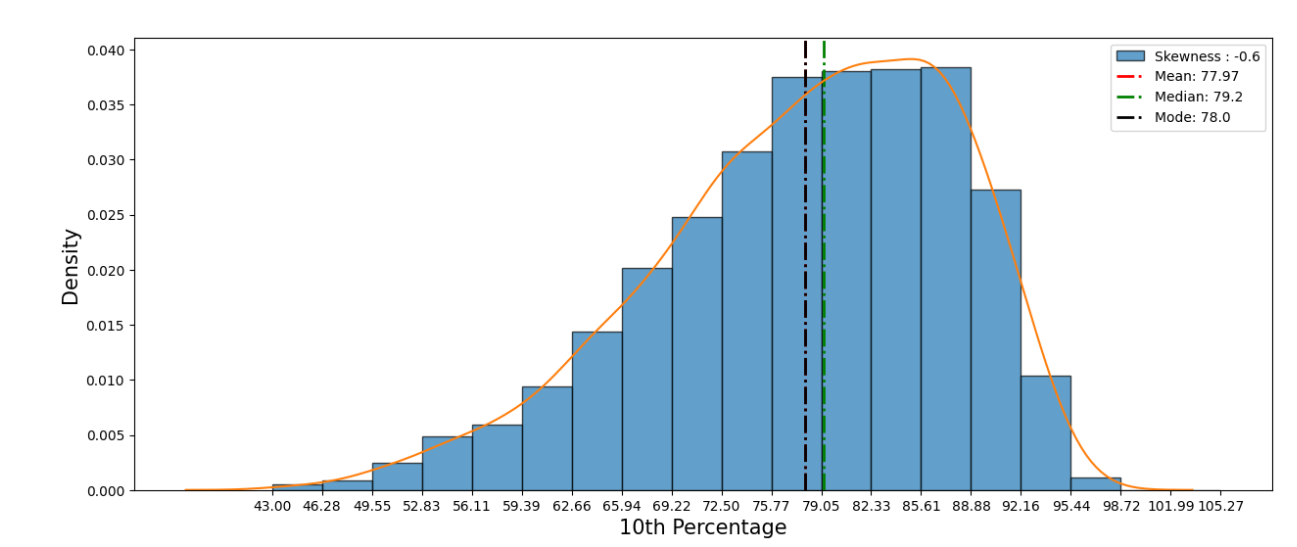 0.040
0.035
0.030
0.025
0.020
0.015
0.010
0.005
0.000
Density
Skewness : -0.6
Mean: 77.97
Median: 79.2
Mode: 78.0
43.00 46.28 49.55 52.83 56.11 59.39 62.66 65.94 69.22 72.50 75.77 79.05 82.33 85.61 88.88 92.16 95.44 98.72 101.99 105.27
10th Percentage